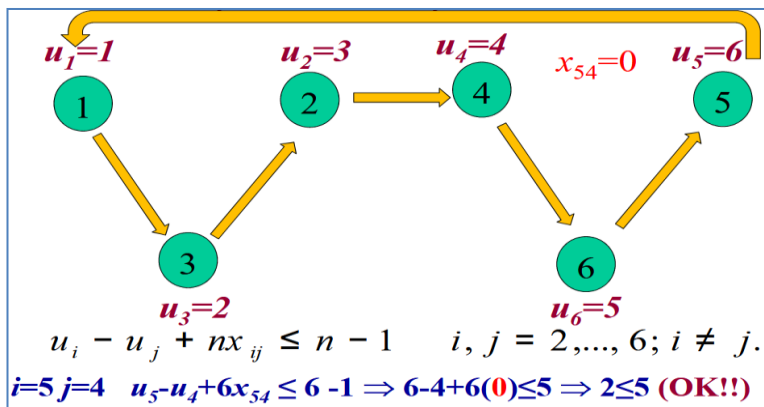 u₁=1 u₂=3 u₄=4 x₅₄=0 u₅=6
1 2 4 5
3 6
u₃=2 u₆=5
uᵢ − uⱼ + nxᵢⱼ ≤ n − 1 i, j = 2,..., 6; i ≠ j.
i=5 j=4 u₅-u₄+6x₅₄ ≤ 6 -1 ⇒ 6-4+6(0)≤5 ⇒ 2≤5 (OK!!)